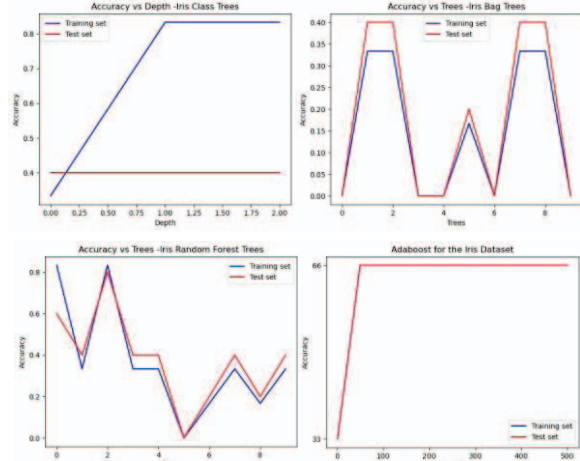 Accuracy vs Depth -Iris Class Trees
Training set
Test set
0.8
0.7
0.6
0.5
0.4
Accuracy
0.00 0.25 0.50 0.75 1.00 1.25 1.50 1.75 2.00
Depth
Accuracy vs Trees -Iris Bag Trees
Training set
Test set
0.40
0.35
0.30
0.25
0.20
0.15
0.10
0.05
0.00
Accuracy
0 2 4 6 8
Trees
Accuracy vs Trees -Iris Random Forest Trees
Training set
Test set
0.8
0.6
0.4
0.2
0.0
Accuracy
0 2 4 6 8
Adaboost for the Iris Dataset
66
33
Accuracy
Training set
Test set
0 100 200 300 400 500